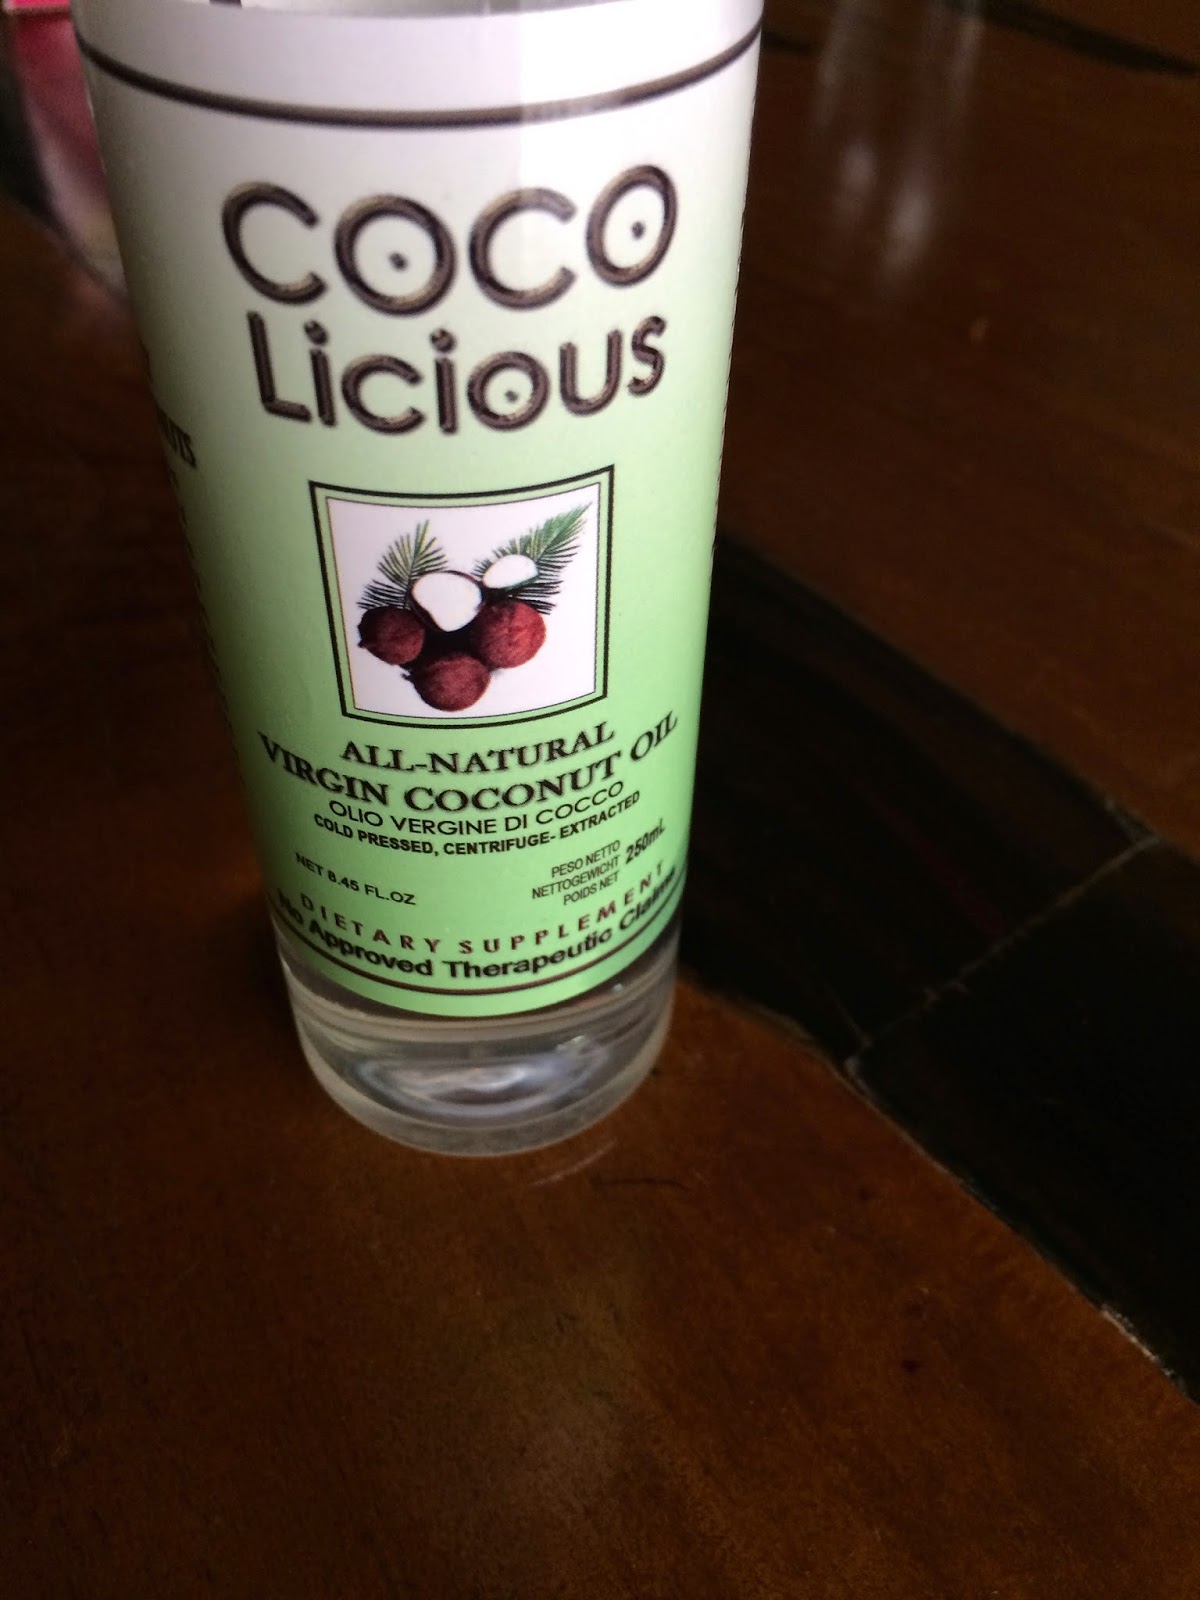 COCO
LiciouS
ALL-NATURAL
VIRGIN COCONUT OIL
OLIO VERGINE DI COCCO
COLD PRESSED, CENTRIFUGE- EXTRACTED
NET 8.45 FL.OZ
PESO NETTO
NETTOGEWICHT 250mL
POIDS NET
DIETARY SUPPLEMENT
No Approved Therapeutic Claims